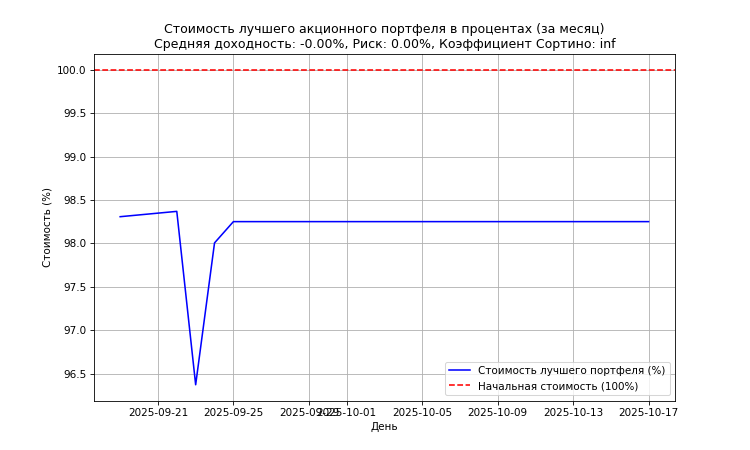 Стоимость лучшего акционного портфеля в процентах (за месяц)
Средняя доходность: -0.00%, Риск: 0.00%, Коэффициент Сортино: inf
100.0
99.5
99.0
98.5
98.0
97.5
97.0
96.5
Стоимость (%)
Стоимость лучшего портфеля (%)
Начальная стоимость (100%)
2025-09-21 2025-09-25 2025-09-29 2025-10-01 2025-10-05 2025-10-09 2025-10-13 2025-10-17
День